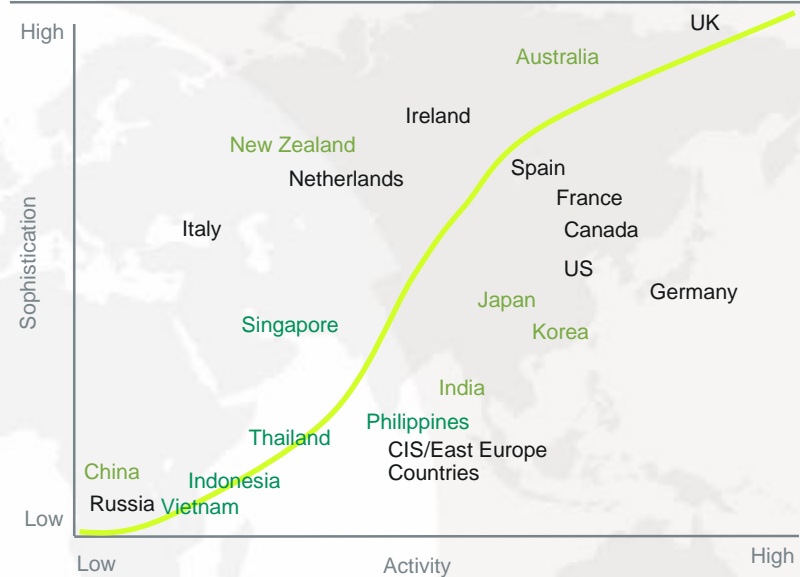 High
UK
Australia
Ireland
New Zealand
Spain
Netherlands
France
Italy
Canada
Sophistication
US
Germany
Japan
Singapore
Korea
India
Philippines
Thailand
CIS/East Europe
Countries
China
Indonesia
Russia
Vietnam
Low
Low
Activity
High